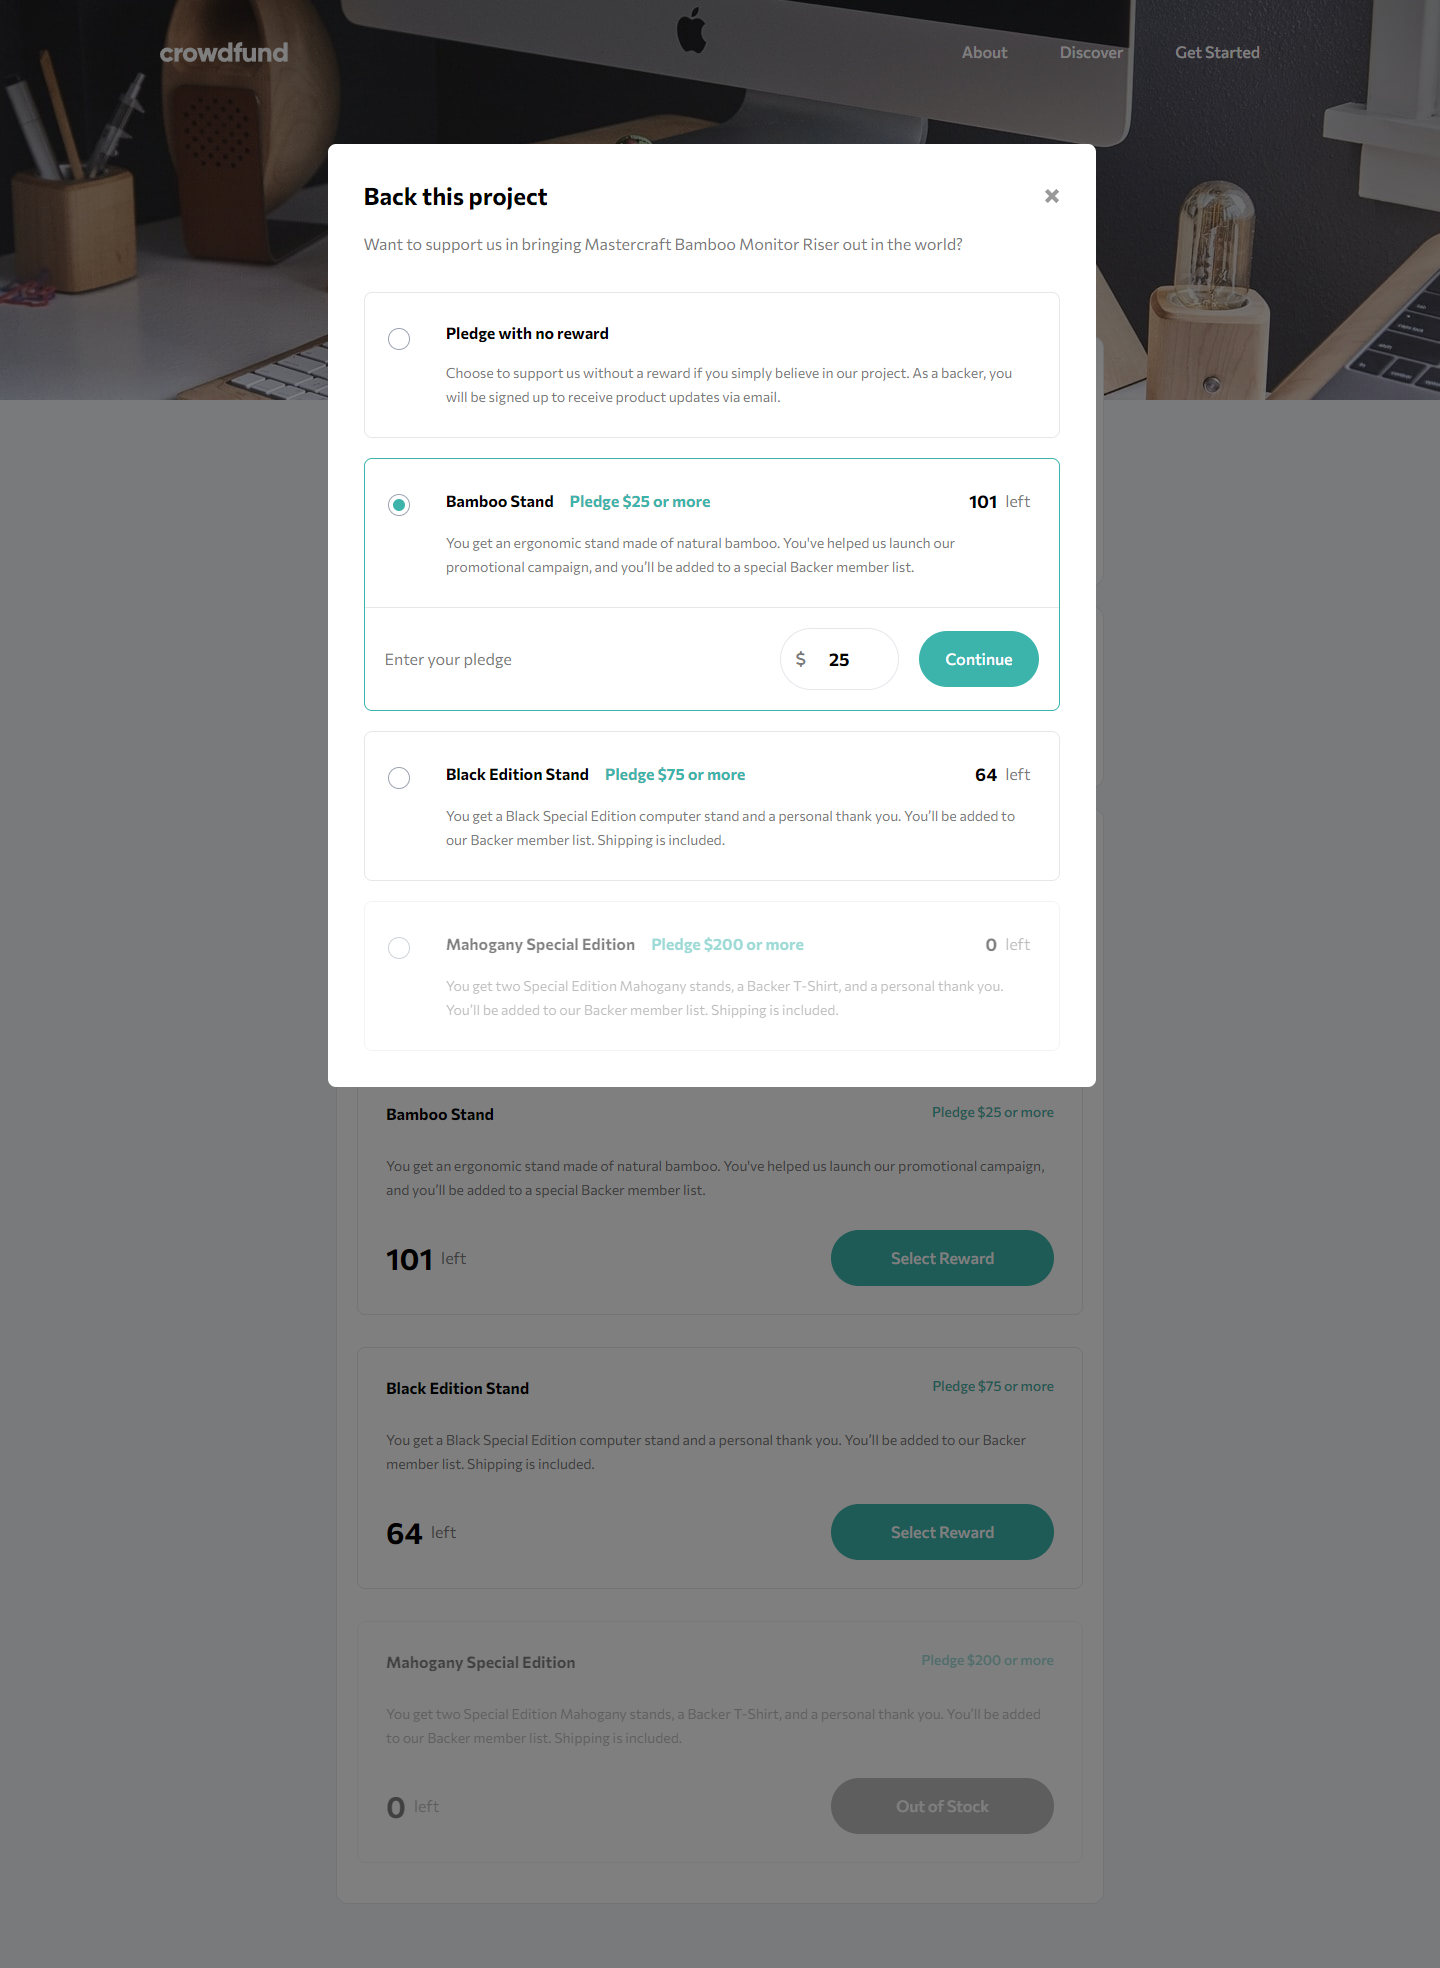 crowdfund
About
Discover
Get Started
Back this project
Want to support us in bringing Mastercraft Bamboo Monitor Riser out in the world?
Pledge with no reward
Choose to support us without a reward if you simply believe in our project. As a backer, you
will be signed up to receive product updates via email.
Bamboo Stand Pledge $25 or more 101 left
You get an ergonomic stand made of natural bamboo. You've helped us launch our
promotional campaign, and you’ll be added to a special Backer member list.
Enter your pledge $ 25 Continue
Black Edition Stand Pledge $75 or more 64 left
You get a Black Special Edition computer stand and a personal thank you. You’ll be added to
our Backer member list. Shipping is included.
Mahogany Special Edition Pledge $200 or more 0 left
You get two Special Edition Mahogany stands, a Backer T-Shirt, and a personal thank you.
You’ll be added to our Backer member list. Shipping is included.
Bamboo Stand Pledge $25 or more
You get an ergonomic stand made of natural bamboo. You've helped us launch our promotional campaign,
and you’ll be added to a special Backer member list.
101 left Select Reward
Black Edition Stand Pledge $75 or more
You get a Black Special Edition computer stand and a personal thank you. You’ll be added to our Backer
member list. Shipping is included.
64 left Select Reward
Mahogany Special Edition Pledge $200 or more
You get two Special Edition Mahogany stands, a Backer T-Shirt, and a personal thank you. You’ll be added
to our Backer member list. Shipping is included.
0 left Out of Stock